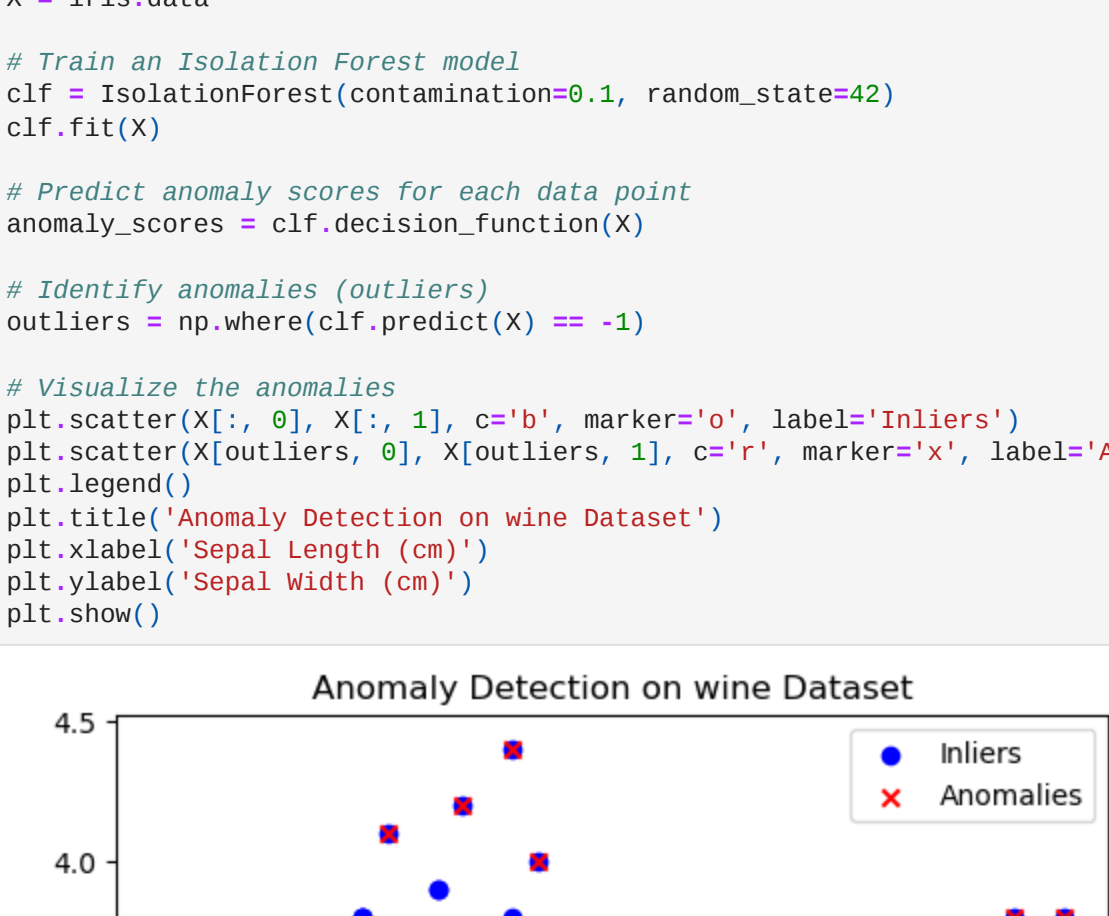 X = iris.data
# Train an Isolation Forest model
clf = IsolationForest(contamination=0.1, random_state=42)
clf.fit(X)
# Predict anomaly scores for each data point
anomaly_scores = clf.decision_function(X)
# Identify anomalies (outliers)
outliers = np.where(clf.predict(X) == -1)
# Visualize the anomalies
plt.scatter(X[:, 0], X[:, 1], c='b', marker='o', label='Inliers')
plt.scatter(X[outliers, 0], X[outliers, 1], c='r', marker='x', label='A
plt.legend()
plt.title('Anomaly Detection on wine Dataset')
plt.xlabel('Sepal Length (cm)')
plt.ylabel('Sepal Width (cm)')
plt.show()
Anomaly Detection on wine Dataset
4.5
Inliers
Anomalies
4.0